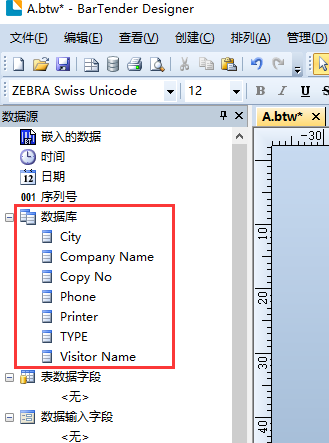 A.btw* - BarTender Designer
文件(F) 编辑(E) 查看(V) 创建(C) 排列(A) 管理(D)
ZEBRA Swiss Unicode 12 B I U
数据源
A.btw*
嵌入的数据
时间
12 日期
001 序列号
数据库
City
Company Name
Copy No
Phone
Printer
TYPE
Visitor Name
表数据字段
<无>
数据输入字段
<无>
30
10
20
30
40